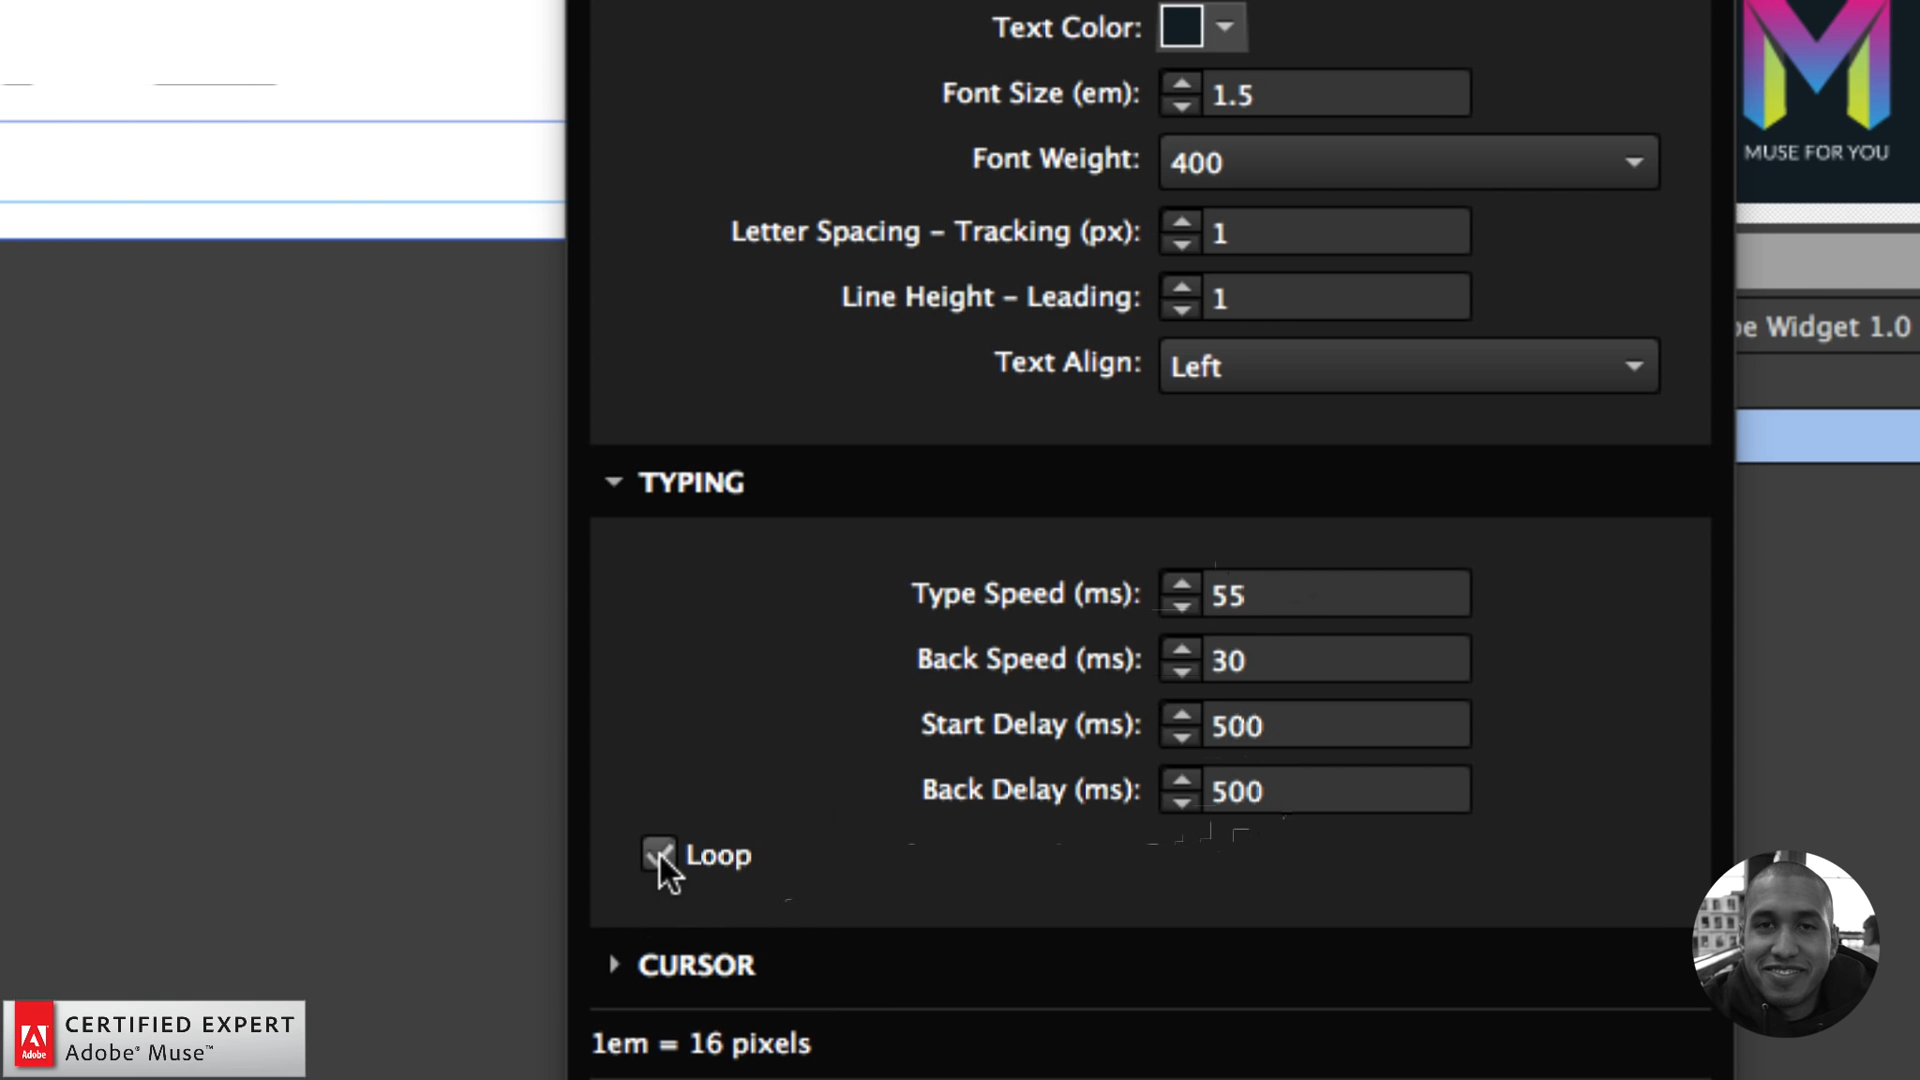 Text Color:
Font Size (em): 1.5
Font Weight: 400
Letter Spacing – Tracking (px): 1
Line Height – Leading: 1
Text Align: Left
TYPING
Type Speed (ms): 55
Back Speed (ms): 30
Start Delay (ms): 500
Back Delay (ms): 500
Loop
CURSOR
1em = 16 pixels
MUSE FOR YOU
Widget 1.0
Adobe
CERTIFIED EXPERT
Adobe® Muse™